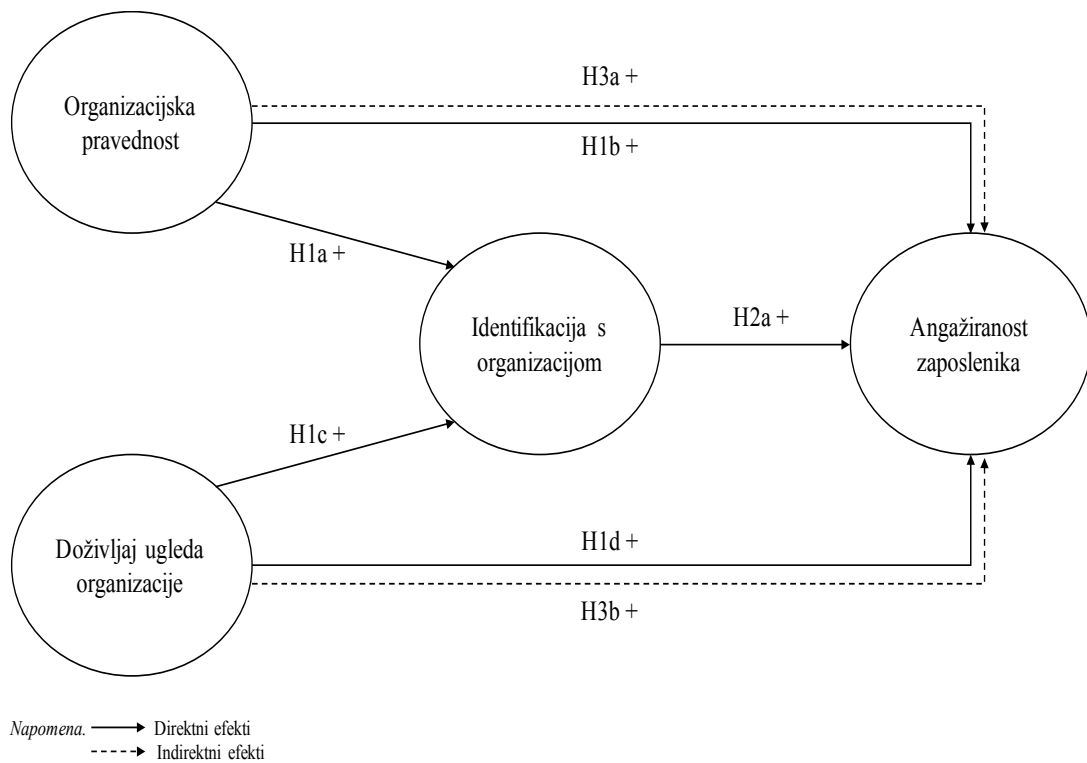 H3a +
Organizacijska
pravednost
H1b +
H1a +
Identifikacija s
organizacijom
H2a +
Angažiranost
zaposlenika
H1c +
Doživljaj ugleda
organizacije
H1d +
H3b +
Napomena. Direktni efekti
Indirektni efekti